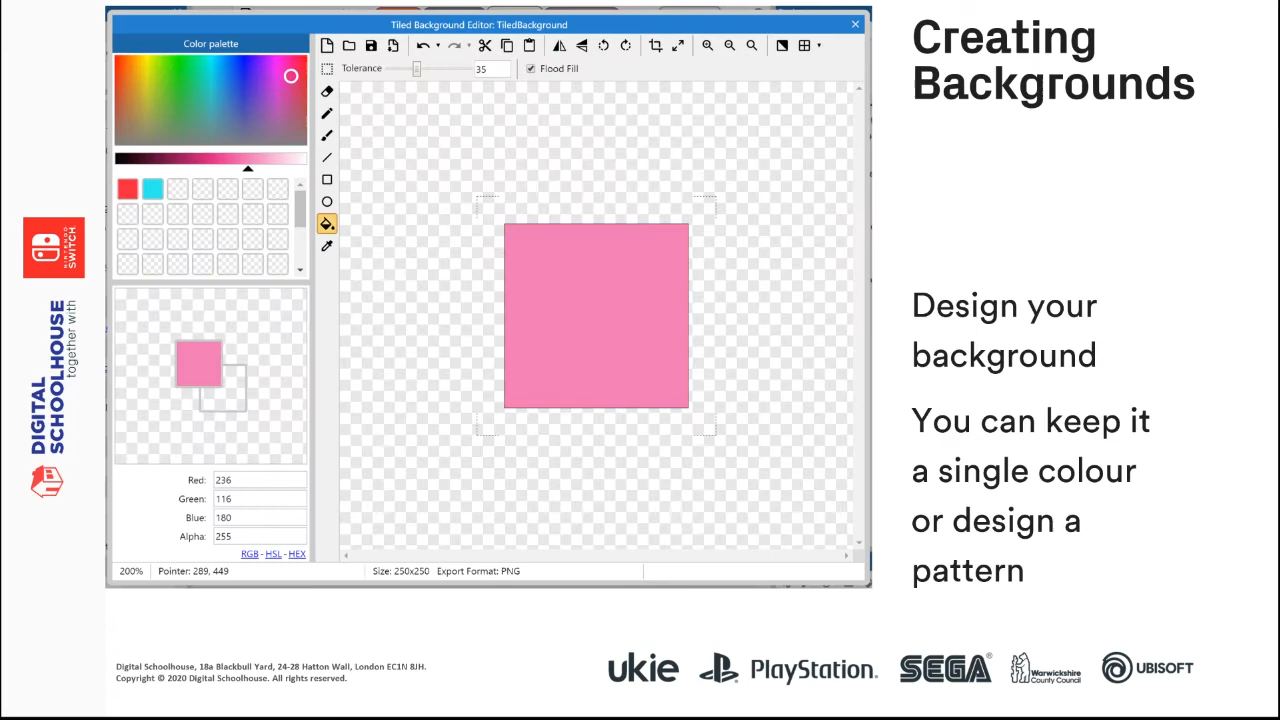 Tiled Background Editor: TiledBackground
Color palette
Tolerance
35
Flood Fill
Creating
Backgrounds
Design your
background
You can keep it
a single colour
or design a
pattern
NINTENDO
SWITCH
DIGITAL
SCHOOLHOUSE
together with
Red: 236
Green: 116
Blue: 180
Alpha: 255
RGB - HSL - HEX
200% Pointer: 289, 449 Size: 250x250 Export Format: PNG
Digital Schoolhouse, 18a Blackbull Yard, 24-28 Hatton Wall, London EC1N 8JH.
Copyright © 2020 Digital Schoolhouse. All rights reserved.
ukie
PlayStation.
SEGA®
Warwickshire
County Council
UBISOFT